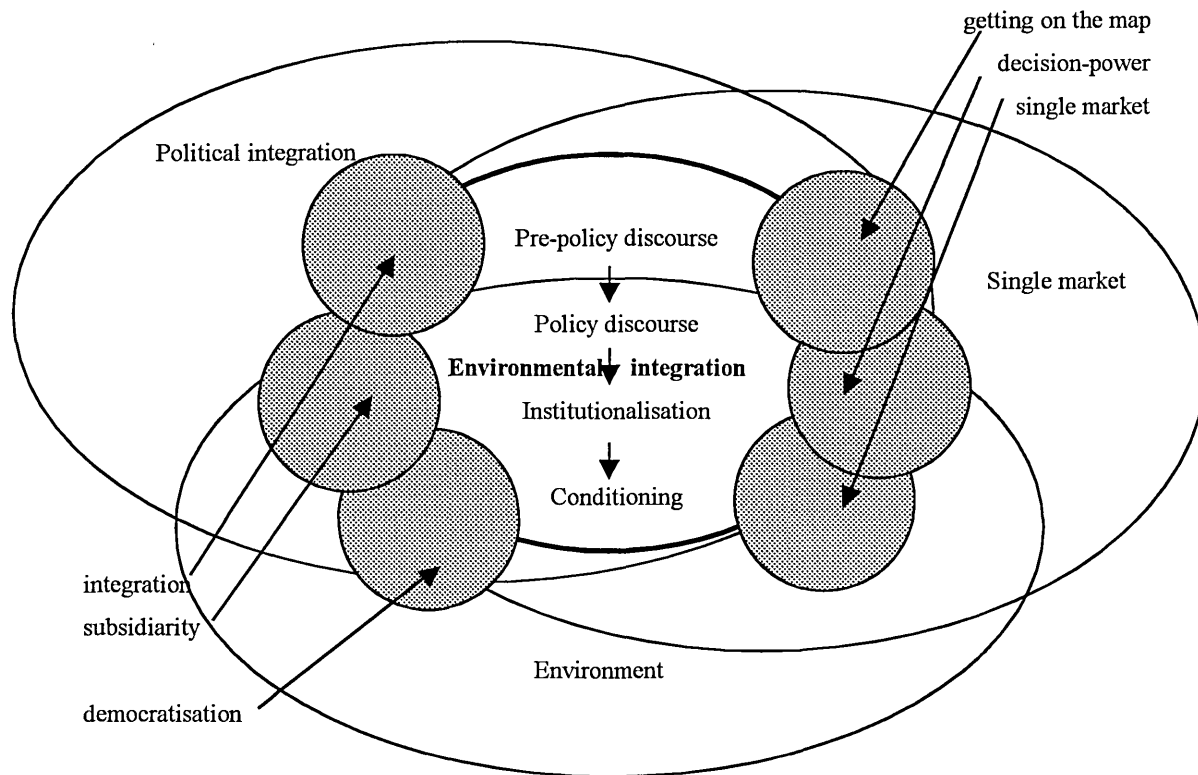 getting on the map
decision-power
single market
Political integration
Pre-policy discourse
Single market
Policy discourse
Environmental integration
Institutionalisation
Conditioning
integration
subsidiarity
Environment
democratisation